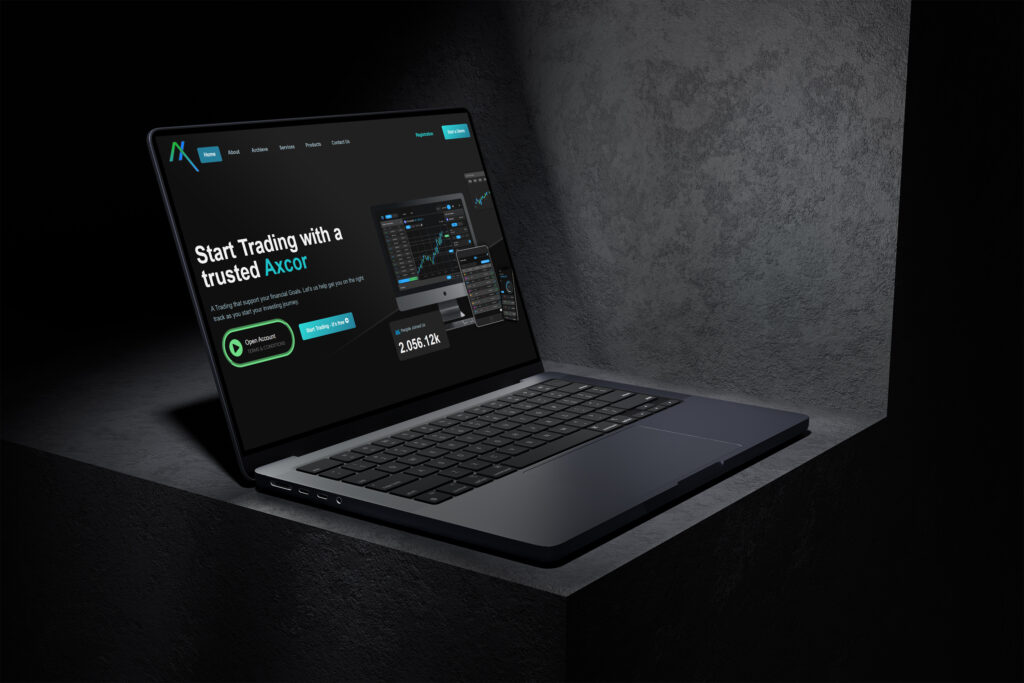 Home
About
Archieve
Services
Products
Contact Us
Registration
Start a Demo
Start Trading with a
trusted Axcor
A Trading that support your financial Goals. Let's us help get you on the right
track as you start your investing journey.
Open Account
TERMS & CONDITIONS
Start Trading - it's free
People Joined us
2.056.12k